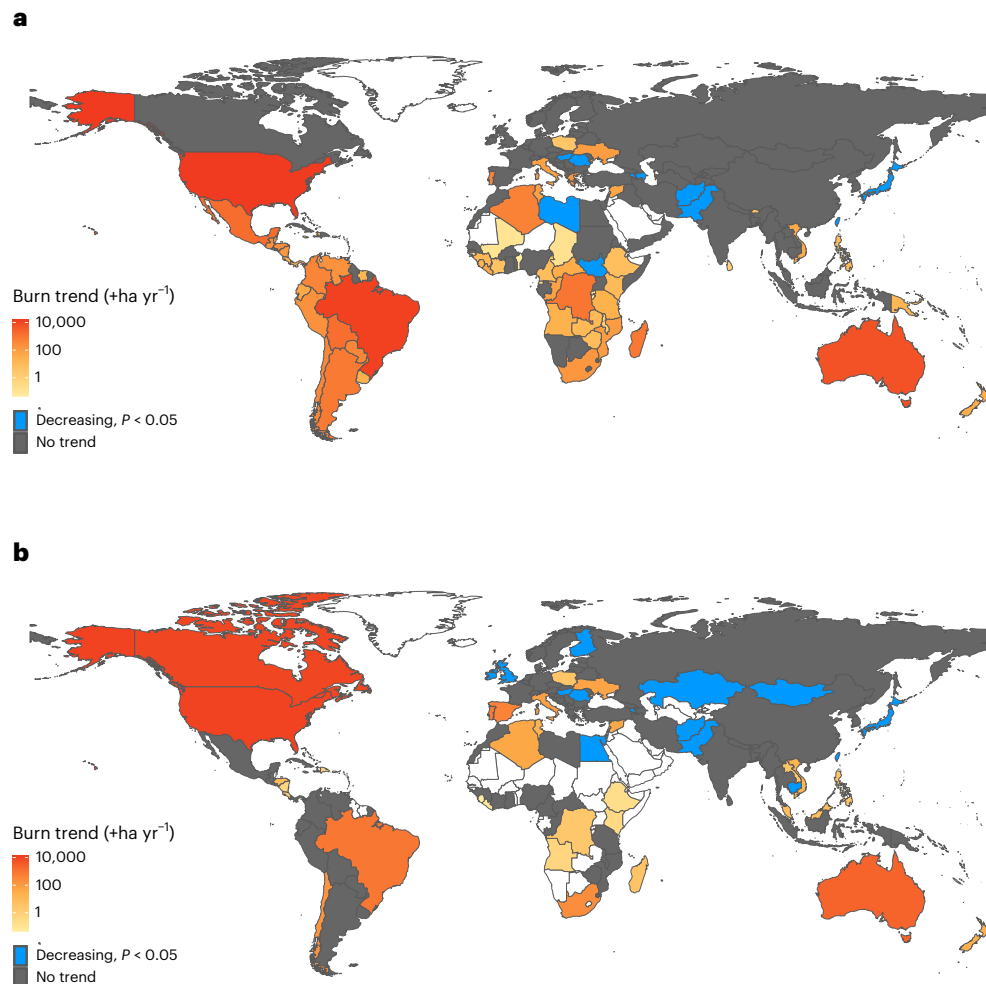 a
Burn trend (+ha yr⁻¹)
10,000
100
1
Decreasing, P < 0.05
No trend
b
Burn trend (+ha yr⁻¹)
10,000
100
1
Decreasing, P < 0.05
No trend